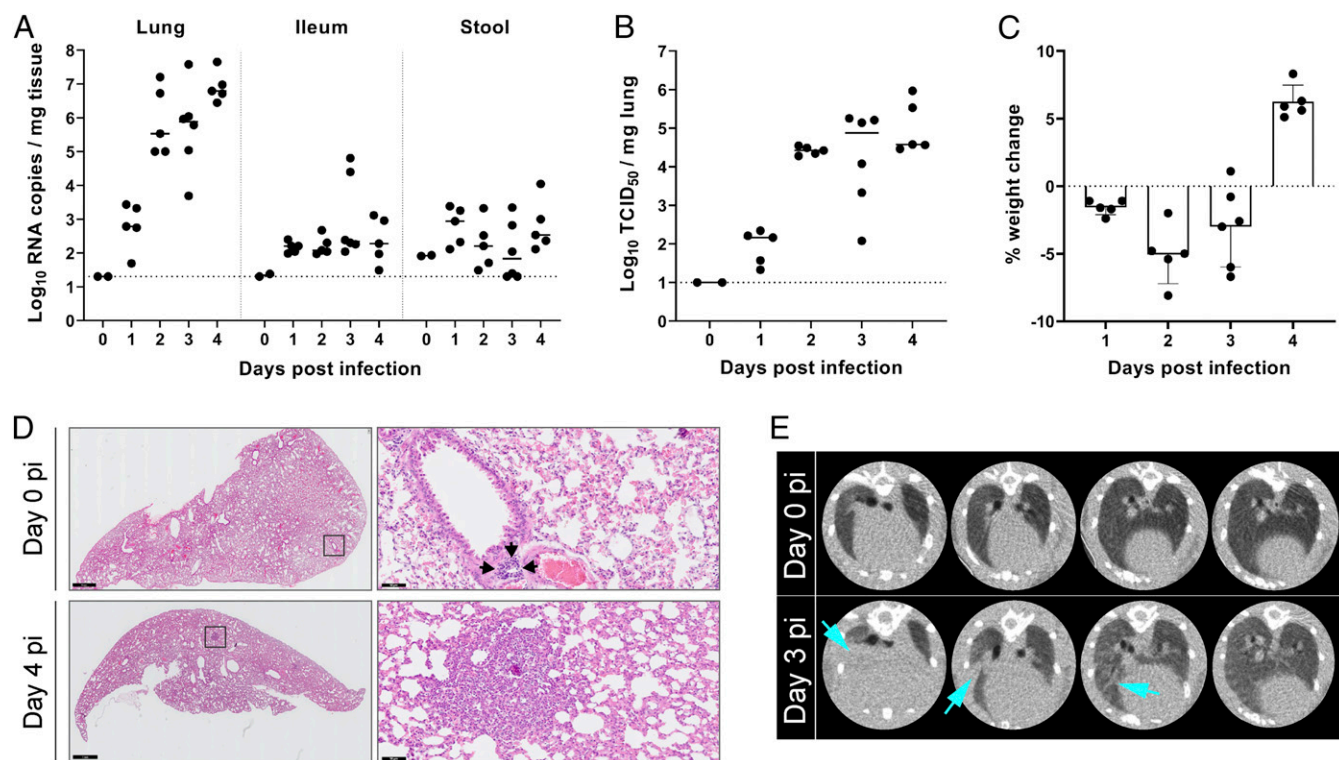 A
Lung
Ileum
Stool
Log₁₀ RNA copies / mg tissue
8
7
6
5
4
3
2
1
0
0 1 2 3 4 0 1 2 3 4 0 1 2 3 4
Days post infection
B
Log₁₀ TCID₅₀ / mg lung
7
6
5
4
3
2
1
0
0 1 2 3 4
Days post infection
C
% weight change
10
5
0
-5
-10
1 2 3 4
Days post infection
D
Day 0 pi
Day 4 pi
E
Day 0 pi
Day 3 pi